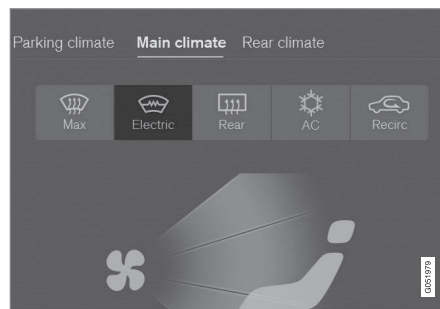 Parking climate Main climate Rear climate
Max Electric Rear AC Recirc
G051979